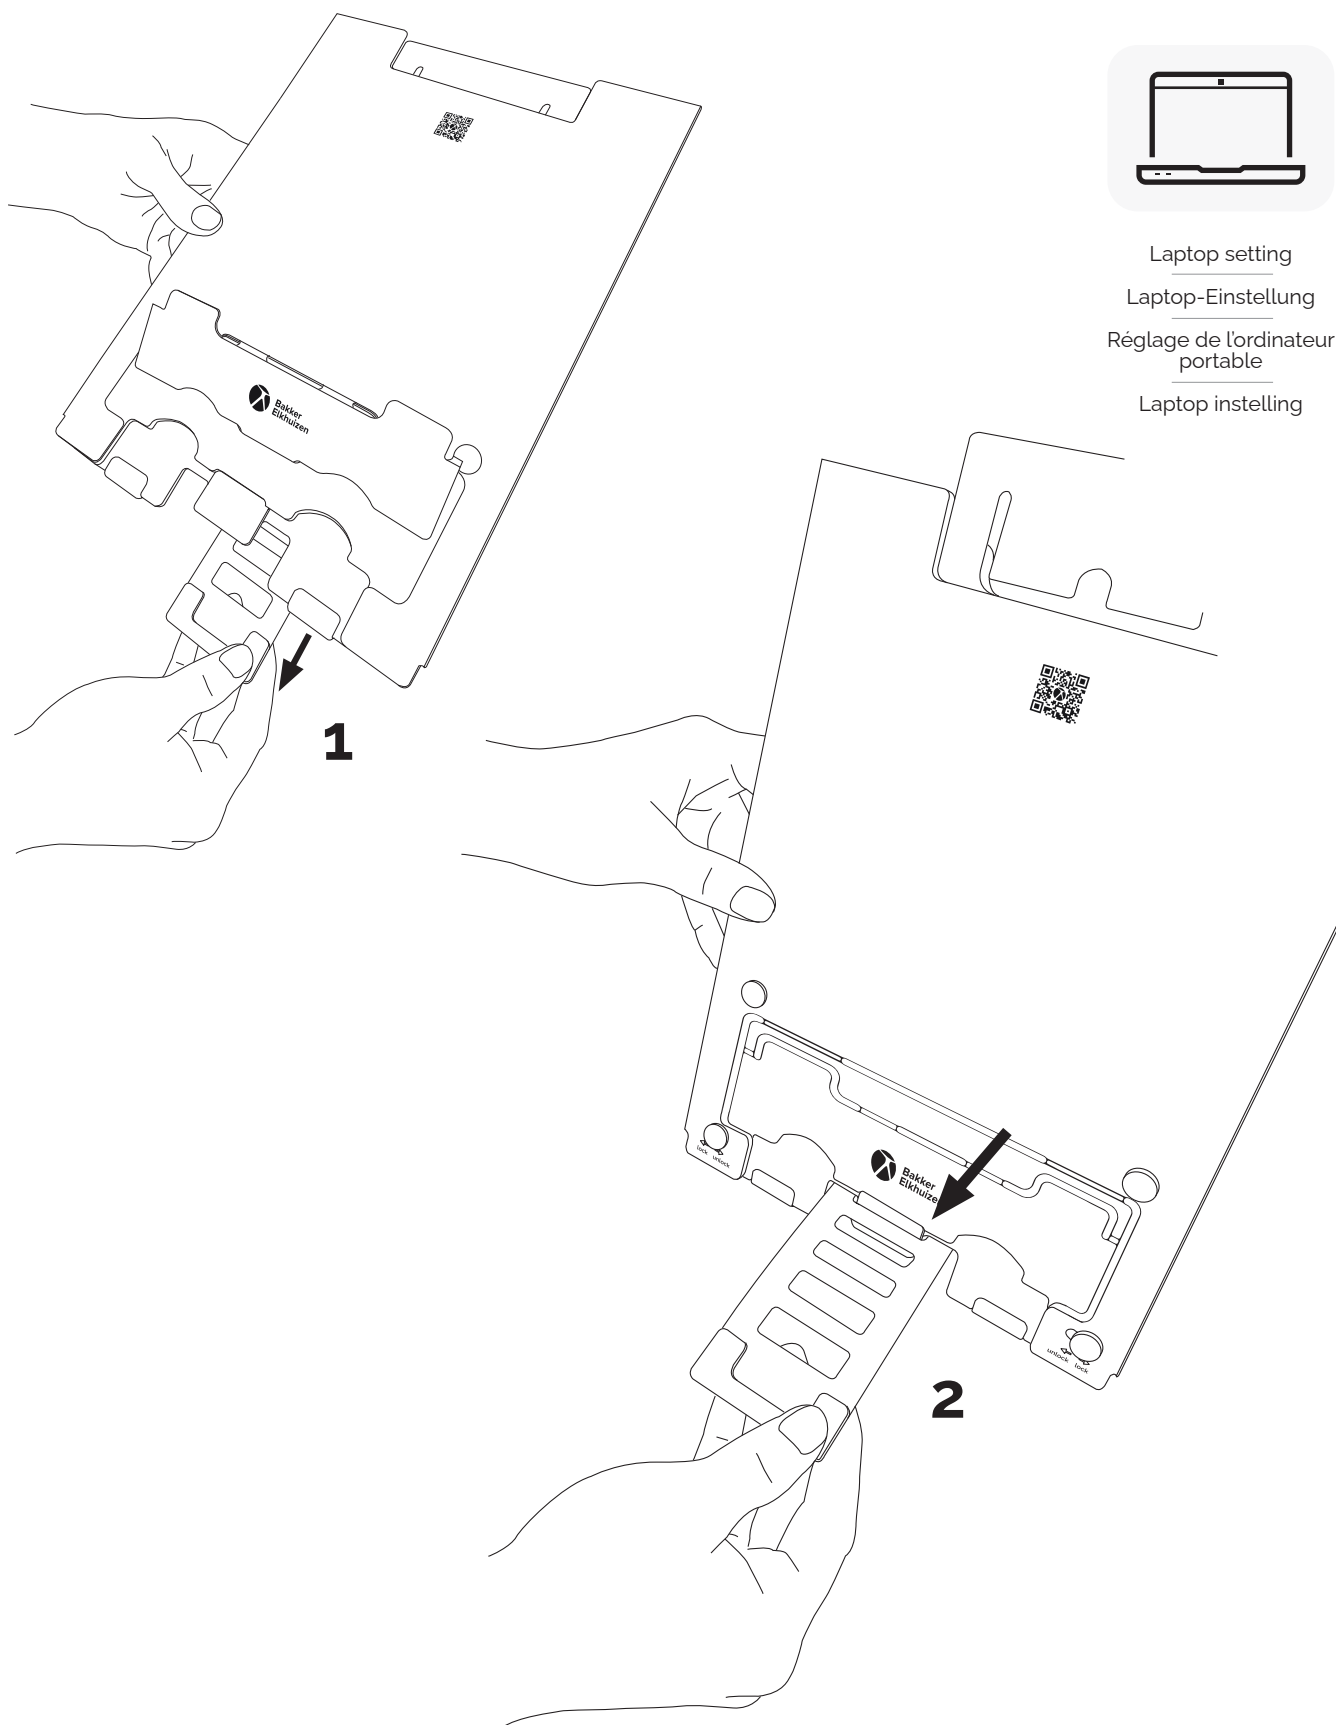 Laptop setting
Laptop-Einstellung
Réglage de l’ordinateur
portable
Laptop instelling
Bakker
Elkhuizen
1
Bakker
Elkhuize
lock
unlock
unlock
lock
2